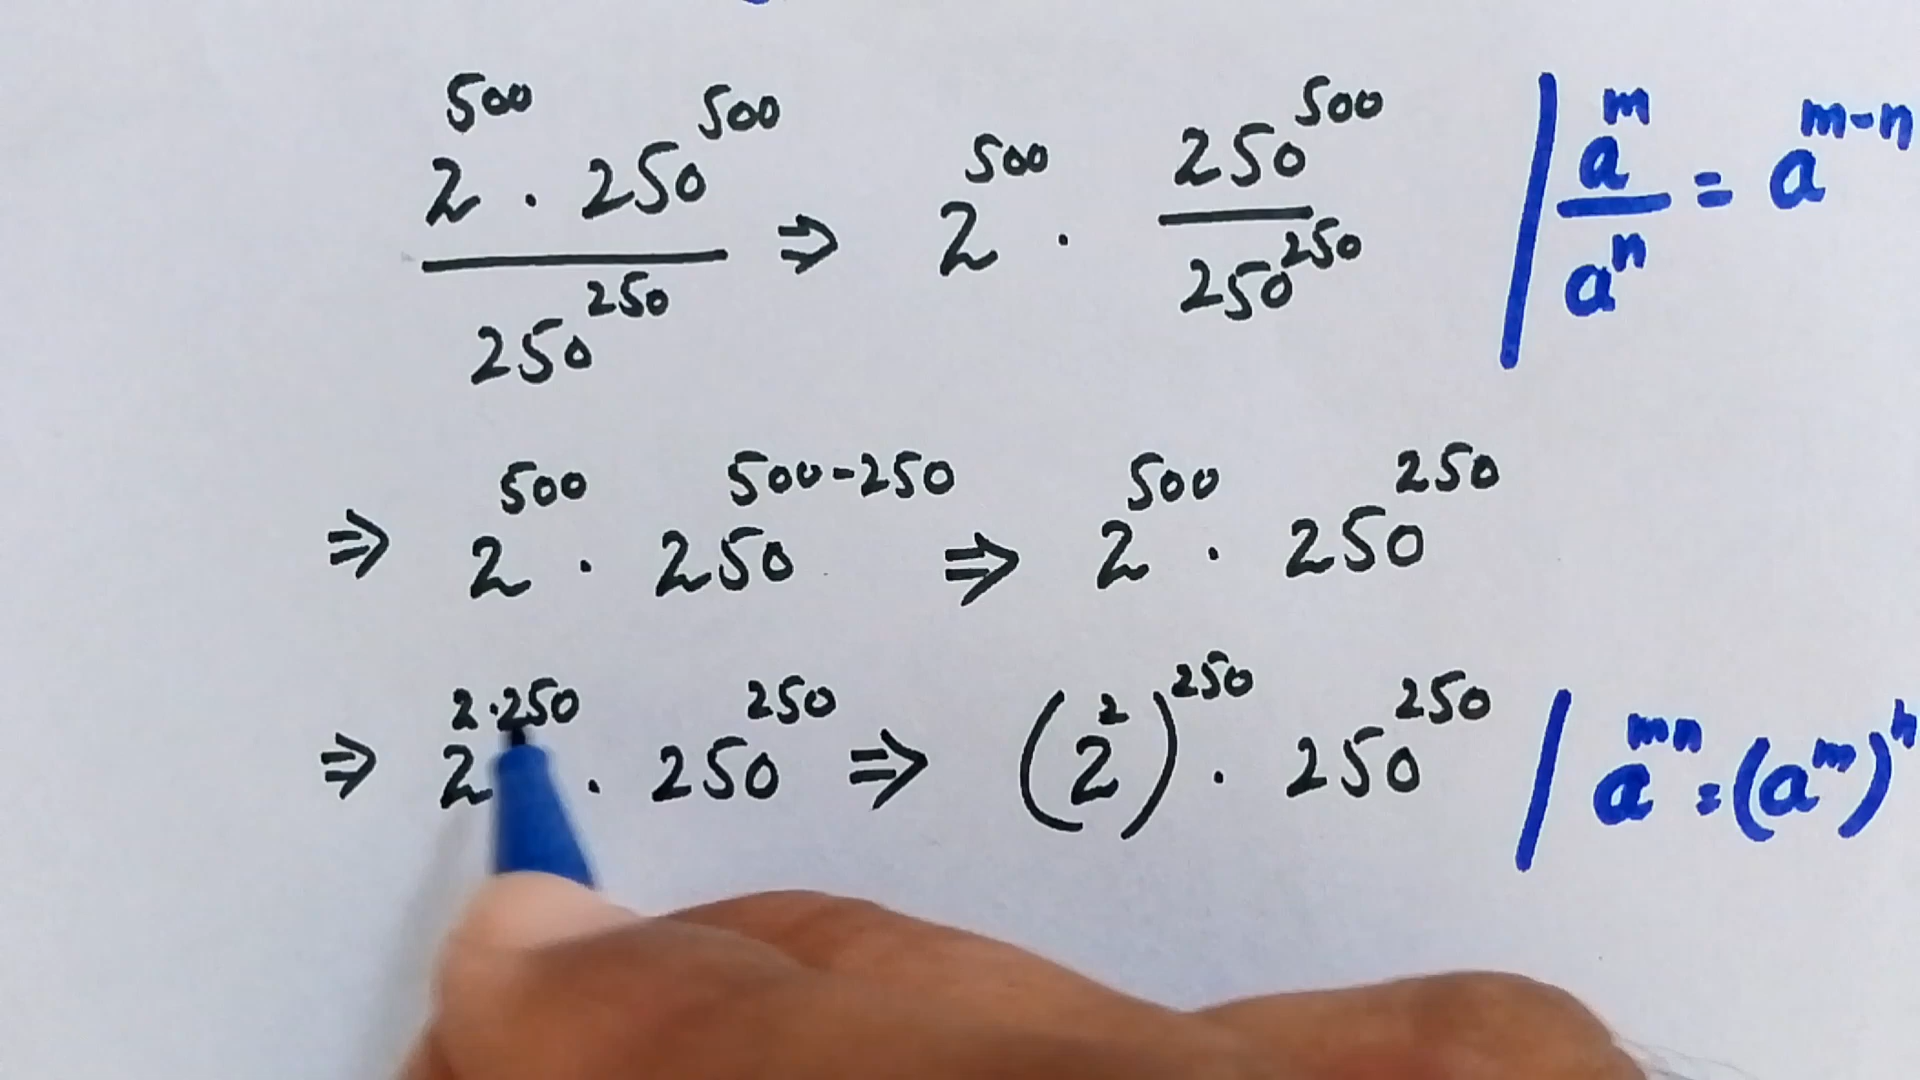 2^500 · 250^500 / 250^250 ⇒ 2^500 · 250^500 / 250^250 | a^m / a^n = a^(m-n)
⇒ 2^500 · 250^(500-250) ⇒ 2^500 · 250^250
⇒ 2^(2·250) · 250^250 ⇒ (2^2)^250 · 250^250 | a^(mn) = (a^m)^n